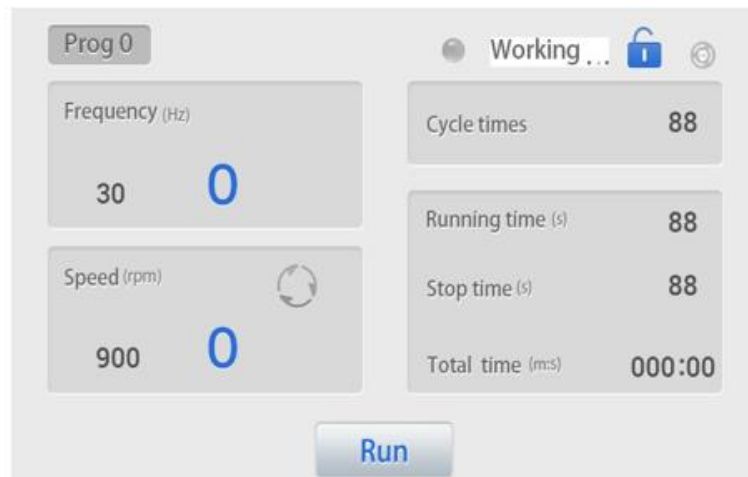 Prog 0
Working ...
Frequency (Hz)
30 0
Speed (rpm)
900 0
Cycle times 88
Running time (s) 88
Stop time (s) 88
Total time (m:s) 000:00
Run